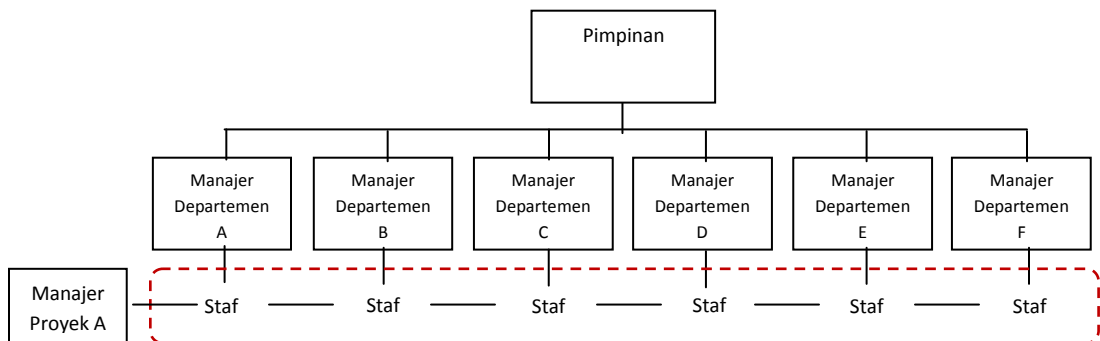 Pimpinan
Manajer
Departemen
A
Manajer
Departemen
B
Manajer
Departemen
C
Manajer
Departemen
D
Manajer
Departemen
E
Manajer
Departemen
F
Manajer
Proyek A
Staf
Staf
Staf
Staf
Staf
Staf